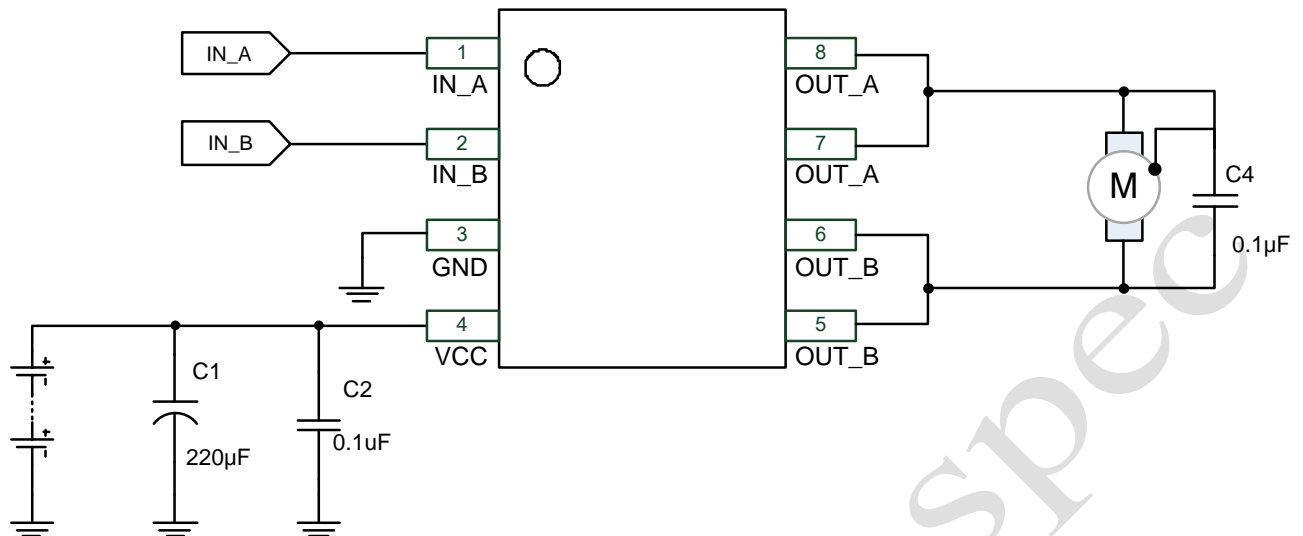 IN_A
1
IN_A
IN_B
2
IN_B
3
GND
4
VCC
8
OUT_A
7
OUT_A
6
OUT_B
5
OUT_B
M
C4
0.1µF
+
+
C1
220µF
C2
0.1uF
spec